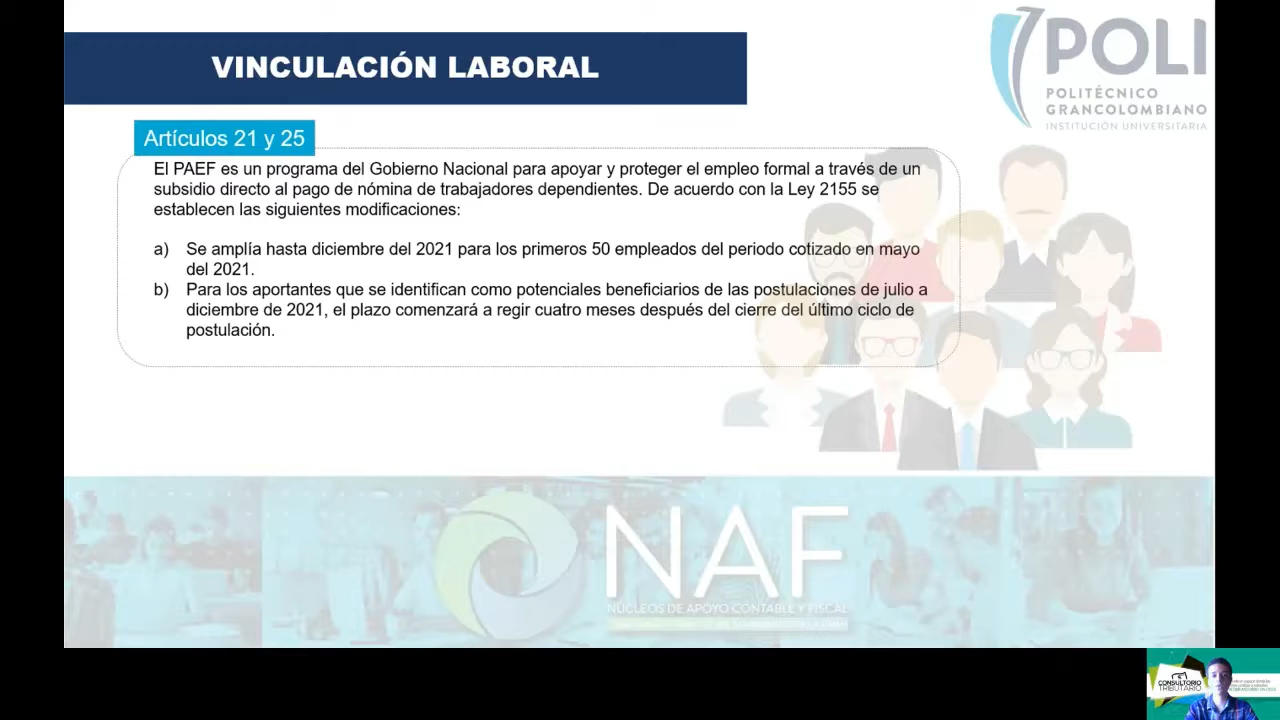 VINCULACIÓN LABORAL
POLI
POLITÉCNICO
GRANCOLOMBIANO
INSTITUCIÓN UNIVERSITARIA
Artículos 21 y 25
El PAEF es un programa del Gobierno Nacional para apoyar y proteger el empleo formal a través de un
subsidio directo al pago de nómina de trabajadores dependientes. De acuerdo con la Ley 2155 se
establecen las siguientes modificaciones:
a) Se amplía hasta diciembre del 2021 para los primeros 50 empleados del periodo cotizado en mayo
del 2021.
b) Para los aportantes que se identifican como potenciales beneficiarios de las postulaciones de julio a
diciembre de 2021, el plazo comenzará a regir cuatro meses después del cierre del último ciclo de
postulación.
NAF
NÚCLEOS DE APOYO CONTABLE Y FISCAL
CONSULTORIO
TRIBUTARIO